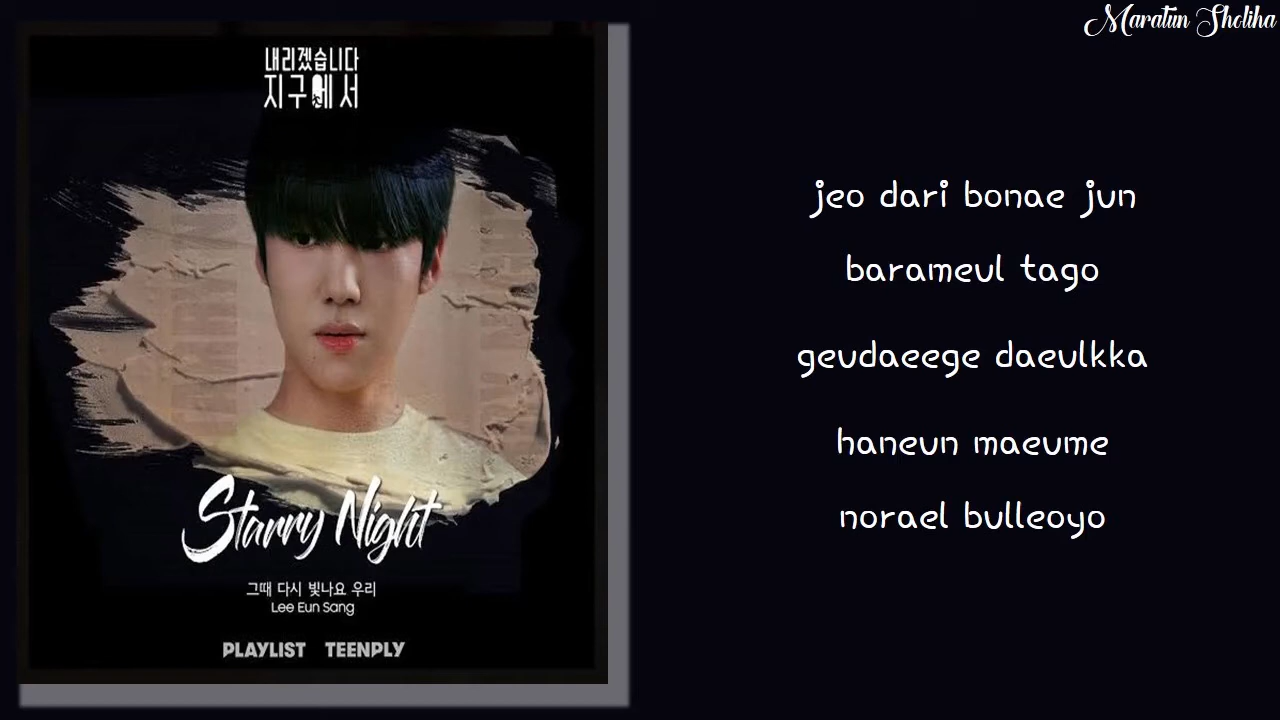 Maratun Sholiha
내리겠습니다
지구에서
Starry Night
그때 다시 빛나요 우리
Lee Eun Sang
PLAYLIST TEENPLY
jeo dari bonae jun
barameul tago
geudaeege daeulkka
haneun maeume
norael bulleoyo